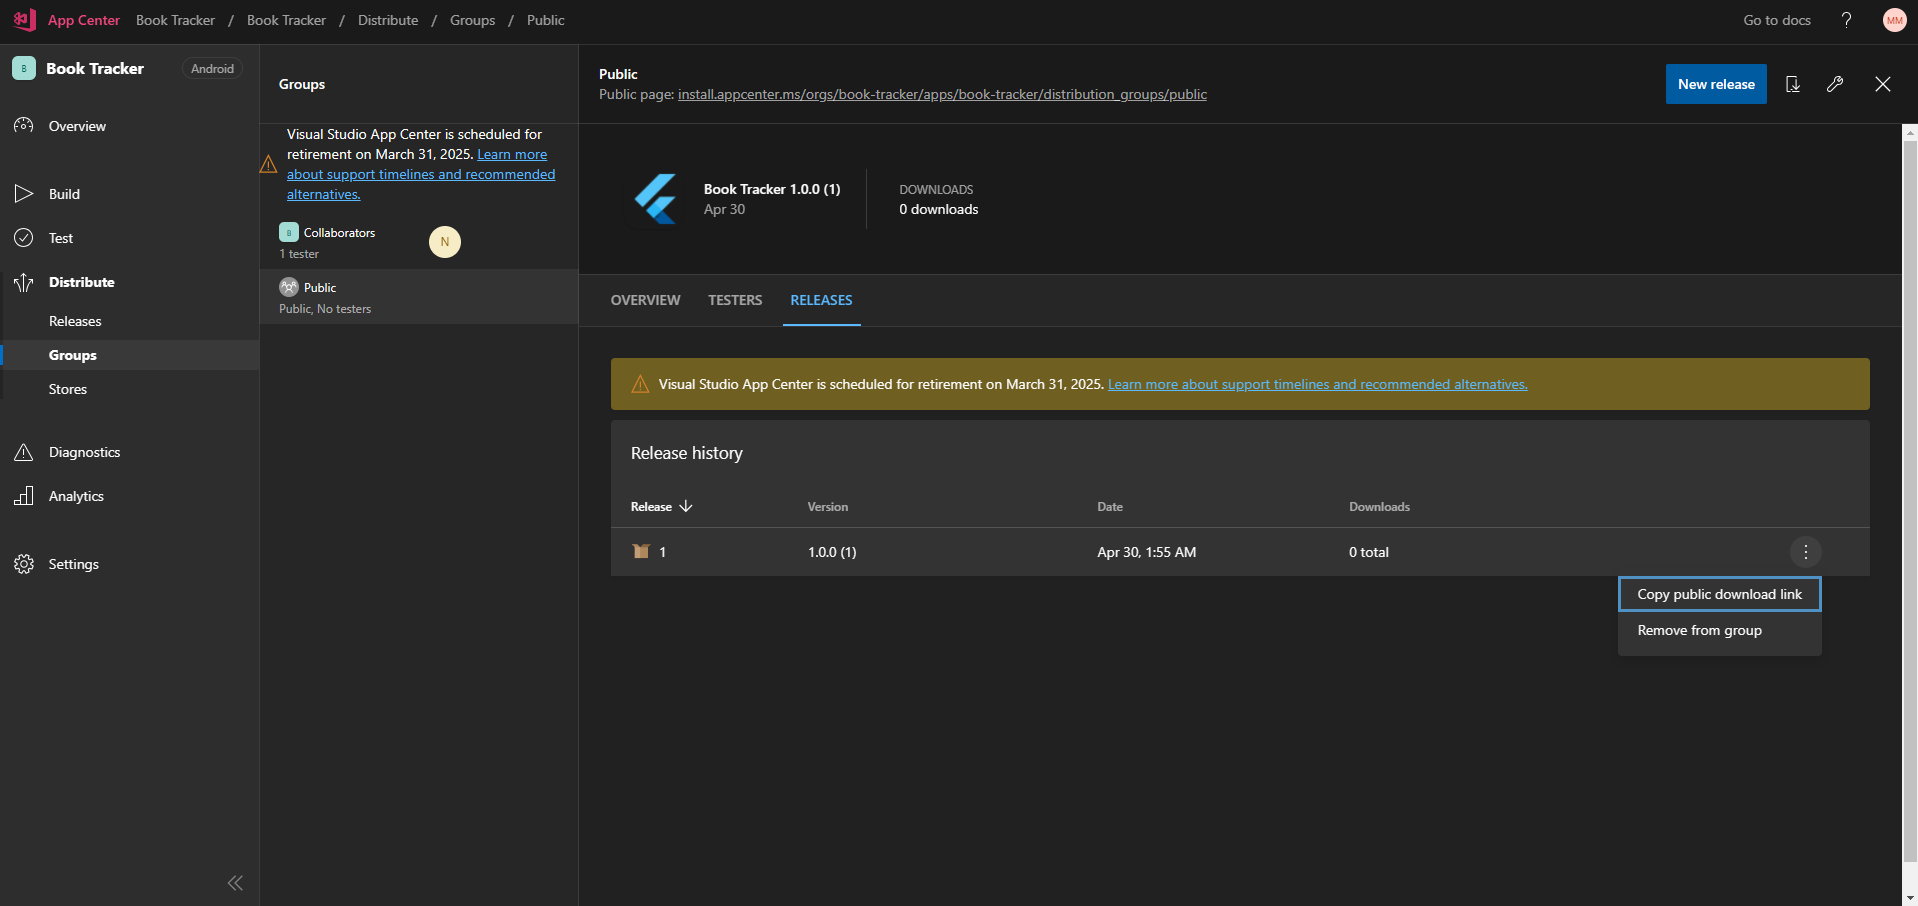 App Center Book Tracker / Book Tracker / Distribute / Groups / Public
Go to docs ? MM
B Book Tracker Android
Overview
Build
Test
Distribute
Releases
Groups
Stores
Diagnostics
Analytics
Settings
Groups
Visual Studio App Center is scheduled for
retirement on March 31, 2025. Learn more
about support timelines and recommended
alternatives.
B Collaborators
1 tester
N
Public
Public, No testers
Public
Public page: install.appcenter.ms/orgs/book-tracker/apps/book-tracker/distribution_groups/public
New release
Book Tracker 1.0.0 (1)
Apr 30
DOWNLOADS
0 downloads
OVERVIEW TESTERS RELEASES
Visual Studio App Center is scheduled for retirement on March 31, 2025. Learn more about support timelines and recommended alternatives.
Release history
Release Version Date Downloads
1 1.0.0 (1) Apr 30, 1:55 AM 0 total
Copy public download link
Remove from group